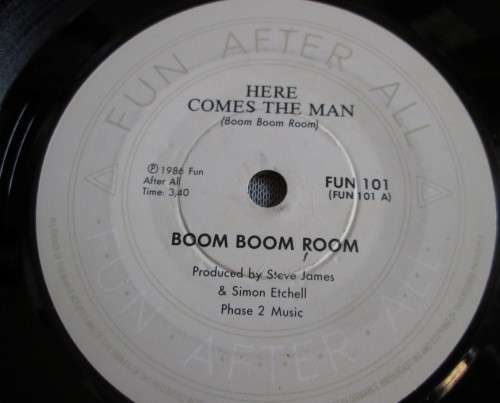 FUN AFTER ALL
HERE
COMES THE MAN
(Boom Boom Room)
℗ 1986 Fun
After All
Time: 3.40
FUN 101
(FUN 101 A)
BOOM BOOM ROOM
Produced by Steve James
& Simon Etchell
Phase 2 Music
FUN AFTER ALL